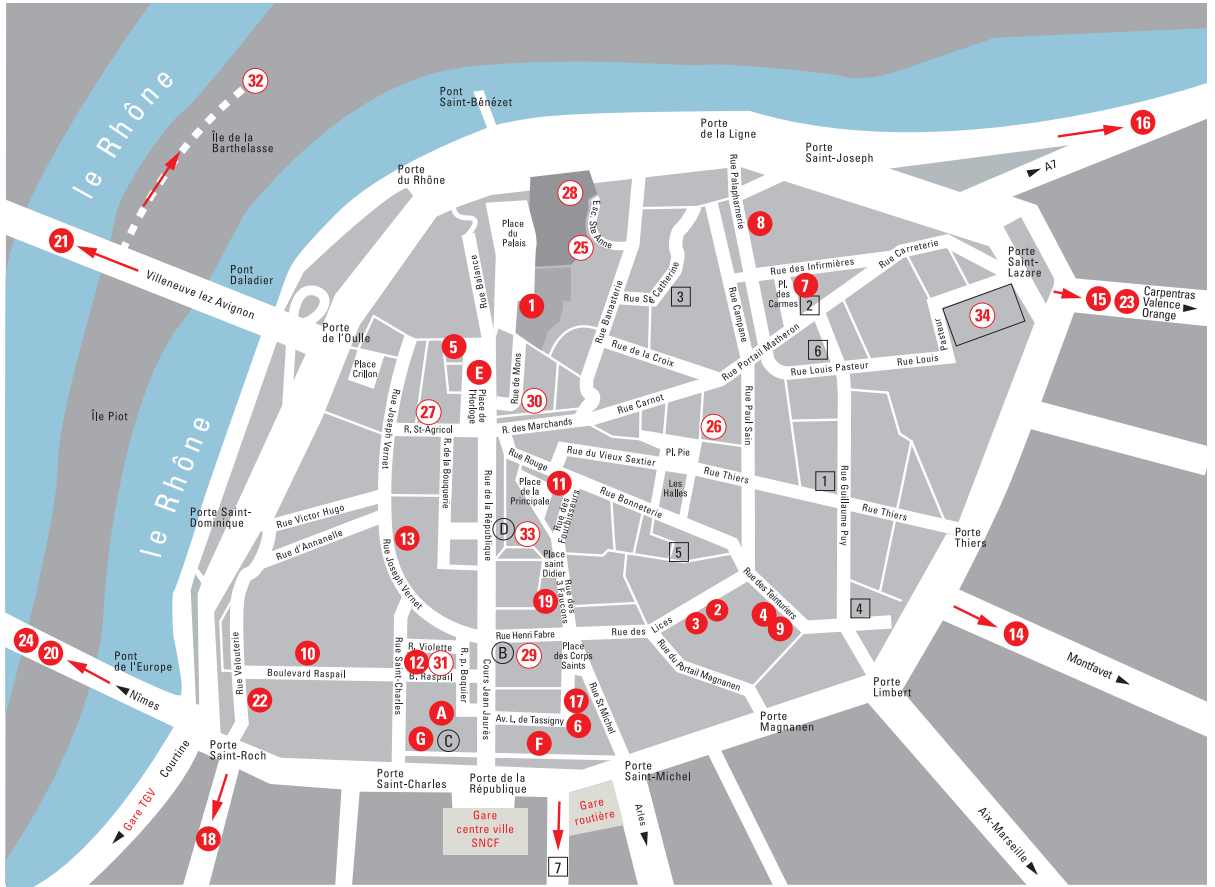 32
le Rhône
Île de la
Barthelasse
Pont
Saint-Bénézet
Porte
de la Ligne
16
Porte
Saint-Joseph
A7
Porte
du Rhône
28
Esc. Ste Anne
Place
du
Palais
Rue Palapharnerie
8
21
25
Rue Carreterie
Porte
Saint-
Lazare
Pont
Daladier
Villeneuve lez Avignon
Rue Balance
Rue Banasterie
Rue Ste Catherine
3
Rue des Infirmières
7
Pl.
des
Carmes
2
15
23
Carpentras
Valence
Orange
1
Rue Campane
34
Porte
de l'Oulle
5
Place
Crillon
E
Rue de Mons
Rue de la Croix
Rue Portail Matheron
6
Rue Louis Pasteur
Rue Louis
Pasteur
Île Piot
Rue Joseph Vernet
27
Place de
l'Horloge
30
R. St-Agricol
R. des Marchands
Rue Carnot
26
Rue Paul Sain
le Rhône
R. de la Bouquerie
Rue de la République
Rue Rouge
Rue du Vieux Sextier
Pl. Pie
Rue Thiers
Place
de la
Principale
11
Rue des
Fourbisseurs
Rue Bonneterie
Les
Halles
1
Rue Guillaume Puy
Rue Thiers
Porte Saint-
Dominique
Rue Victor Hugo
Rue d'Annanelle
13
D
33
Porte
Thiers
Place
saint
Didier
5
Rue Joseph Vernet
Rue des
3 Faucons
19
Rue des Teinturiers
2
3
4
9
4
14
Montfavet
24
20
Pont
de l'Europe
Nîmes
Rue Velouterie
10
Boulevard Raspail
Rue Saint-Charles
R. Violette
12
31
B. Raspail
R. p. Boquier
Rue Henri Fabre
B
29
Cours Jean Jaurès
Place
des Corps
Saints
Rue des Lices
Rue du Portail Magnanen
Porte
Limbert
22
A
G
C
Av. L. de Tassigny
17
6
F
Rue St Michel
Porte
Magnanen
Porte
Saint-Roch
Courtine
Gare TGV
18
Porte
Saint-Charles
Porte de la
République
Porte
Saint-Michel
Gare
centre ville
SNCF
Gare
routière
7
Arles
Aix-Marseille